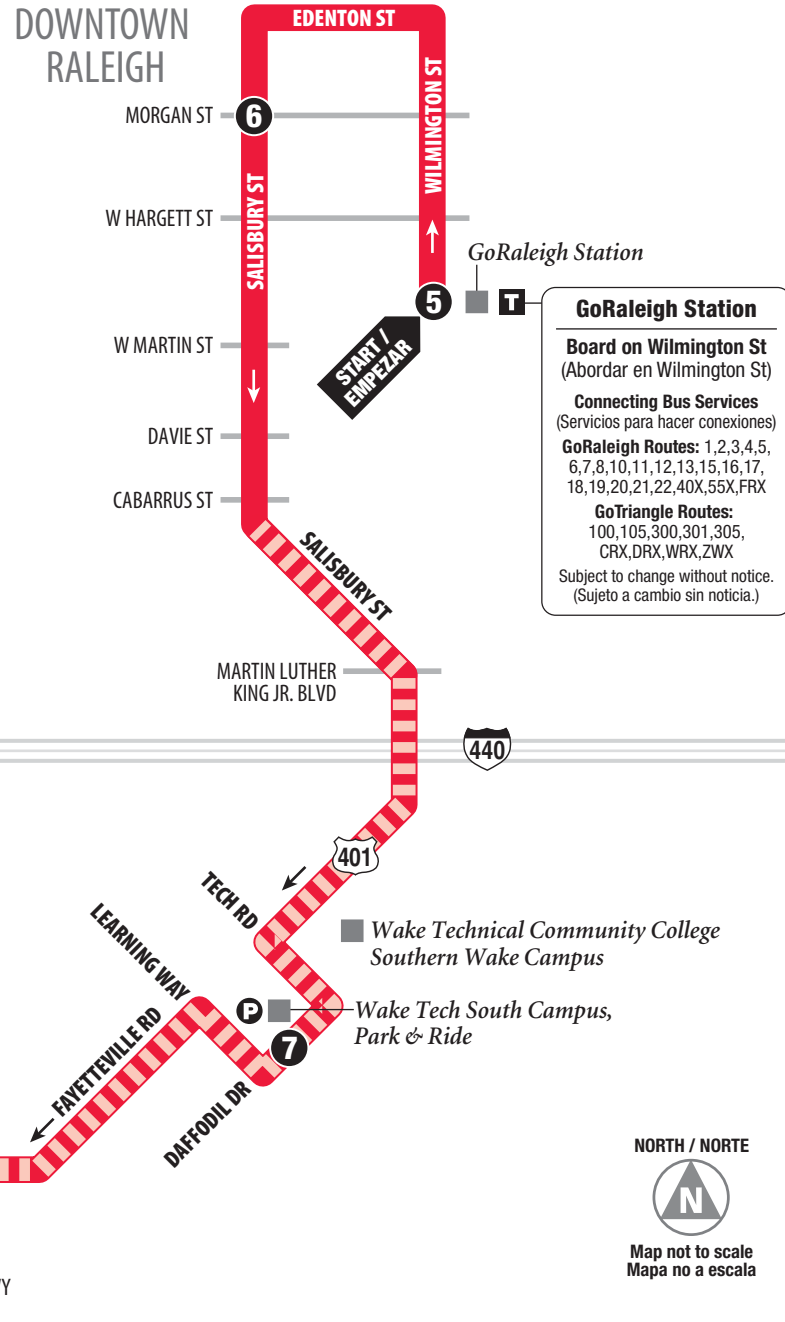 DOWNTOWN
RALEIGH
EDENTON ST
WILMINGTON ST
MORGAN ST
6
SALISBURY ST
W HARGETT ST
GoRaleigh Station
5
T
START /
EMPEZAR
GoRaleigh Station
Board on Wilmington St
(Abordar en Wilmington St)
Connecting Bus Services
(Servicios para hacer conexiones)
GoRaleigh Routes: 1,2,3,4,5,
6,7,8,10,11,12,13,15,16,17,
18,19,20,21,22,40X,55X,FRX
GoTriangle Routes:
100,105,300,301,305,
CRX,DRX,WRX,ZWX
Subject to change without notice.
(Sujeto a cambio sin noticia.)
W MARTIN ST
DAVIE ST
CABARRUS ST
SALISBURY ST
MARTIN LUTHER
KING JR. BLVD
440
401
TECH RD
LEARNING WAY
Wake Technical Community College
Southern Wake Campus
P
Wake Tech South Campus,
Park & Ride
7
FAYETTEVILLE RD
DAFFODIL DR
NORTH / NORTE
N
Map not to scale
Mapa no a escala